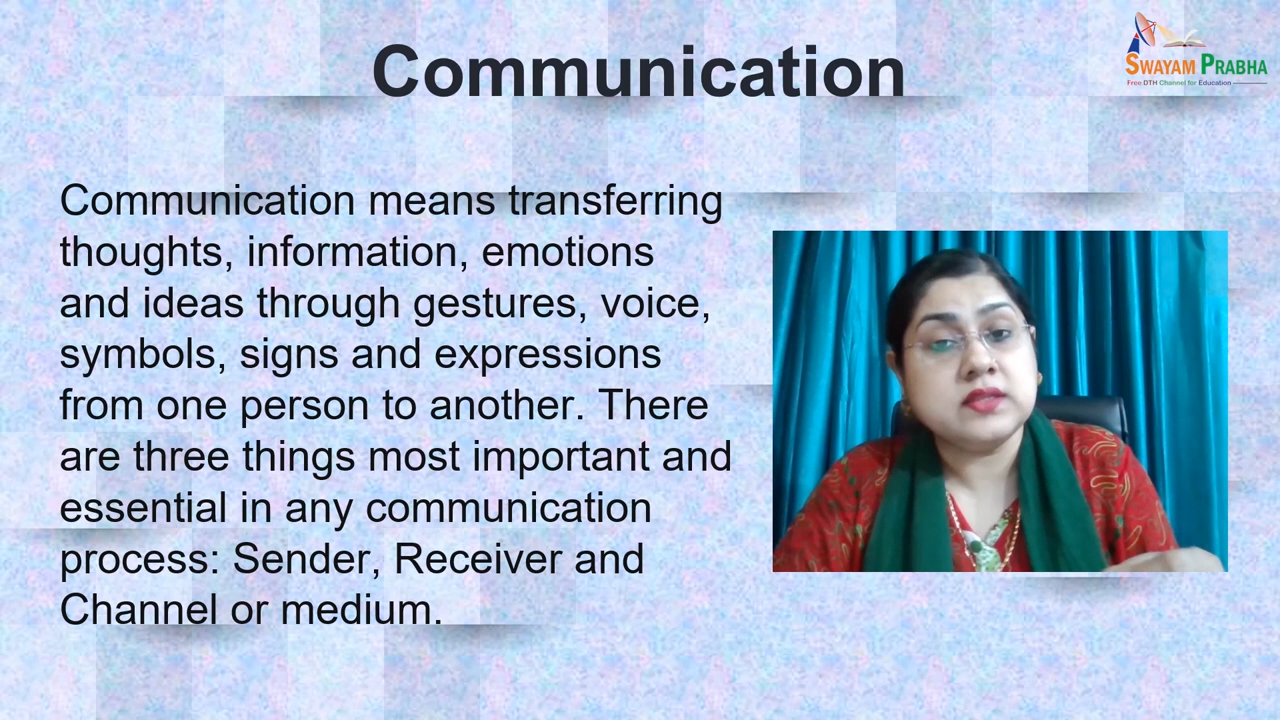 Communication
SWAYAM PRABHA
Free DTH Channel for Education
Communication means transferring
thoughts, information, emotions
and ideas through gestures, voice,
symbols, signs and expressions
from one person to another. There
are three things most important and
essential in any communication
process: Sender, Receiver and
Channel or medium.